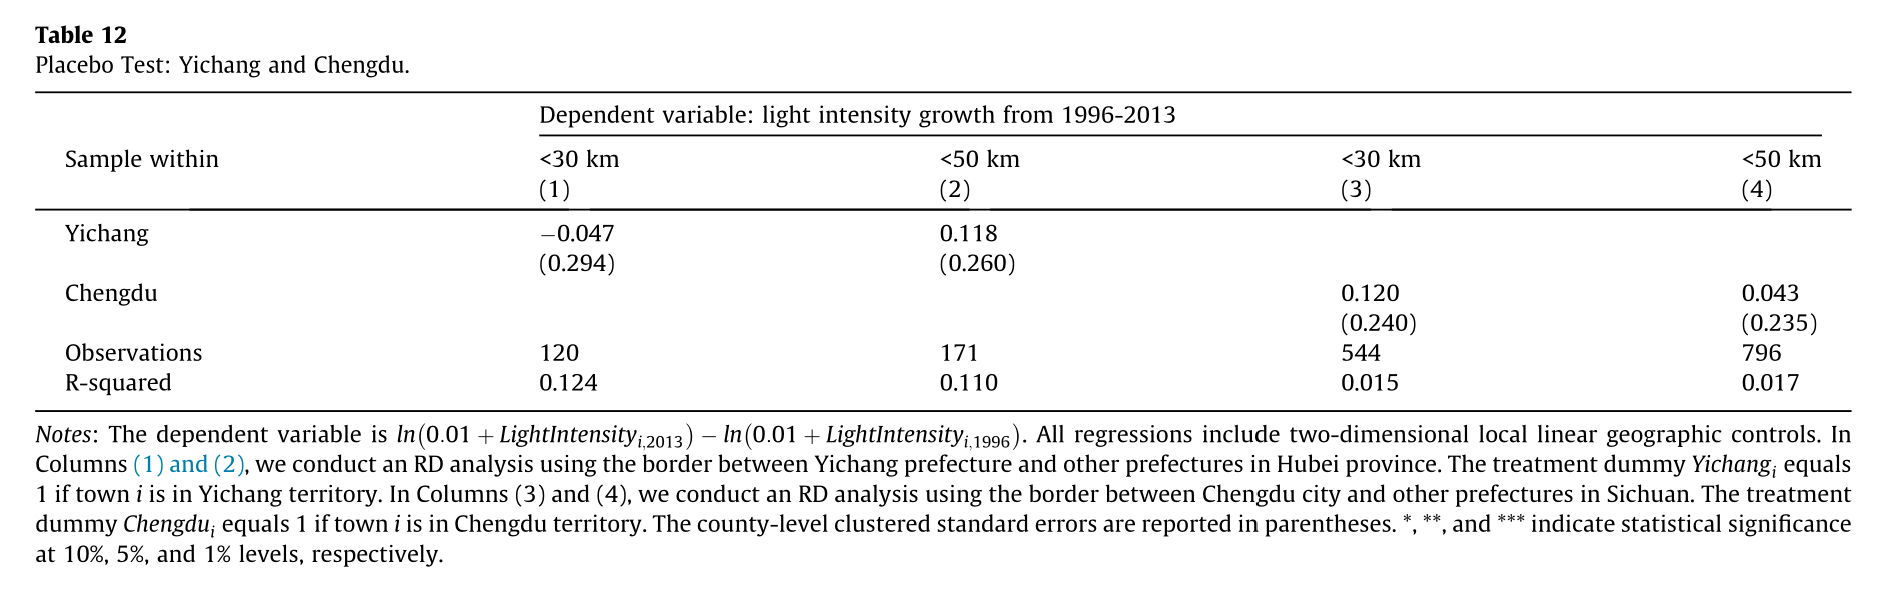 Table 12
Placebo Test: Yichang and Chengdu.
Dependent variable: light intensity growth from 1996-2013
Sample within <30 km <50 km <30 km <50 km
(1) (2) (3) (4)
Yichang −0.047 0.118
(0.294) (0.260)
Chengdu 0.120 0.043
(0.240) (0.235)
Observations 120 171 544 796
R-squared 0.124 0.110 0.015 0.017
Notes: The dependent variable is ln(0.01 + LightIntensity_{i,2013}) − ln(0.01 + LightIntensity_{i,1996}). All regressions include two-dimensional local linear geographic controls. In
Columns (1) and (2), we conduct an RD analysis using the border between Yichang prefecture and other prefectures in Hubei province. The treatment dummy Yichang_i equals
1 if town i is in Yichang territory. In Columns (3) and (4), we conduct an RD analysis using the border between Chengdu city and other prefectures in Sichuan. The treatment
dummy Chengdu_i equals 1 if town i is in Chengdu territory. The county-level clustered standard errors are reported in parentheses. *, **, and *** indicate statistical significance
at 10%, 5%, and 1% levels, respectively.